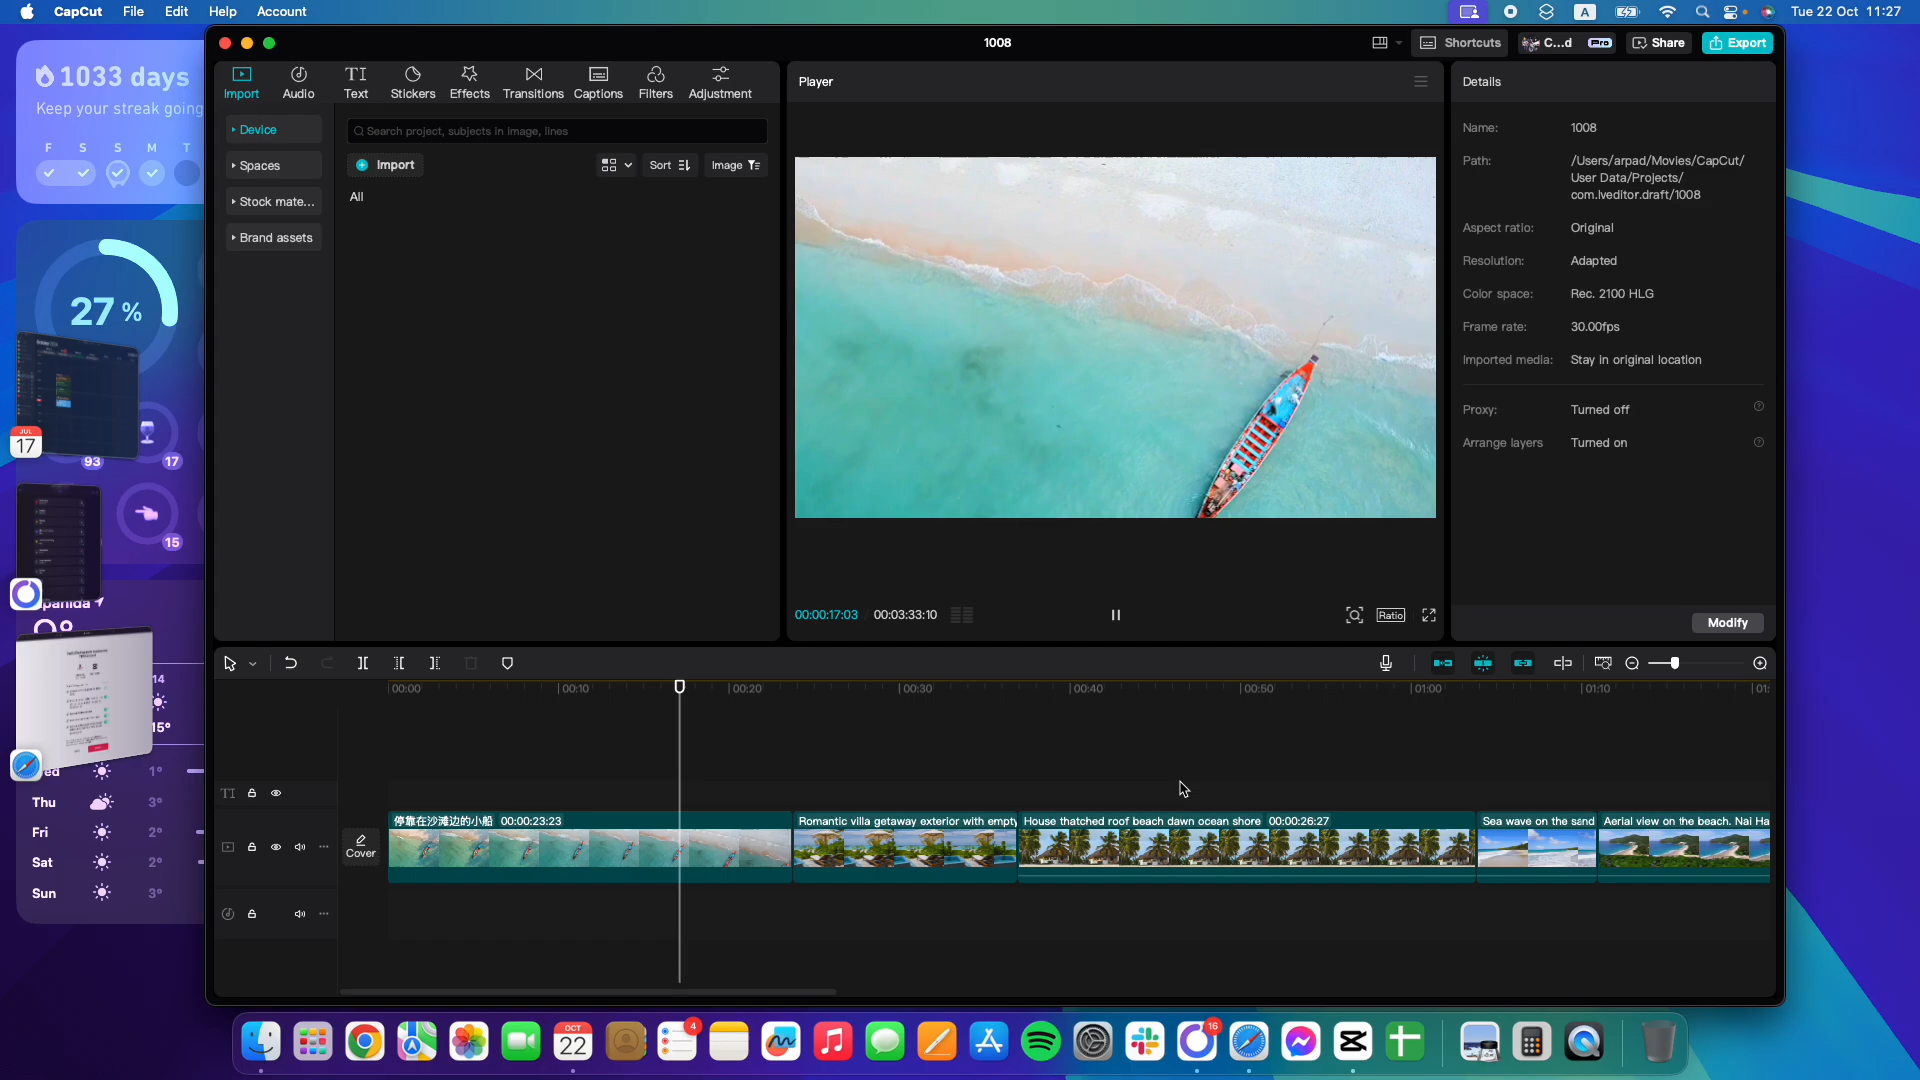 CapCut File Edit Help Account
A
Tue 22 Oct 11:27
1033 days
Keep your streak going
F S S M T
27 %
JUL
17
93
17
15
14
15°
1°
Thu 3°
Fri 2°
Sat 2°
Sun 3°
1008
Shortcuts
C...d Pro
Share
Export
Import Audio Text Stickers Effects Transitions Captions Filters Adjustment
Device
Spaces
Stock mate...
Brand assets
Search project, subjects in image, lines
Import
Sort
Image
All
Player
00:00:17:03 00:03:33:10
Ratio
Details
Name: 1008
Path: /Users/arpad/Movies/CapCut/
User Data/Projects/
com.lveditor.draft/1008
Aspect ratio: Original
Resolution: Adapted
Color space: Rec. 2100 HLG
Frame rate: 30.00fps
Imported media: Stay in original location
Proxy: Turned off
Arrange layers Turned on
Modify
00:00 00:10 00:20 00:30 00:40 00:50 01:00 01:10 01:
TI
Cover
停靠在沙滩边的小船 00:00:23:23
Romantic villa getaway exterior with empty
House thatched roof beach dawn ocean shore 00:00:26:27
Sea wave on the sand
Aerial view on the beach. Nai Ha
OCT
22
4
16